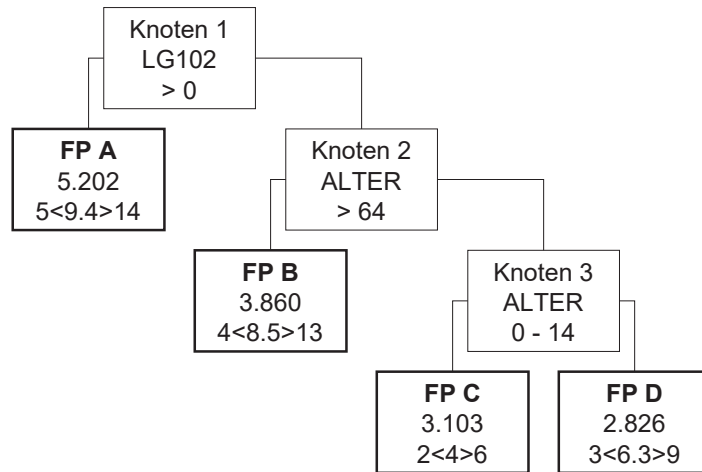 Knoten 1
LG102
> 0
FP A
5.202
5<9.4>14
Knoten 2
ALTER
> 64
FP B
3.860
4<8.5>13
Knoten 3
ALTER
0 - 14
FP C
3.103
2<4>6
FP D
2.826
3<6.3>9